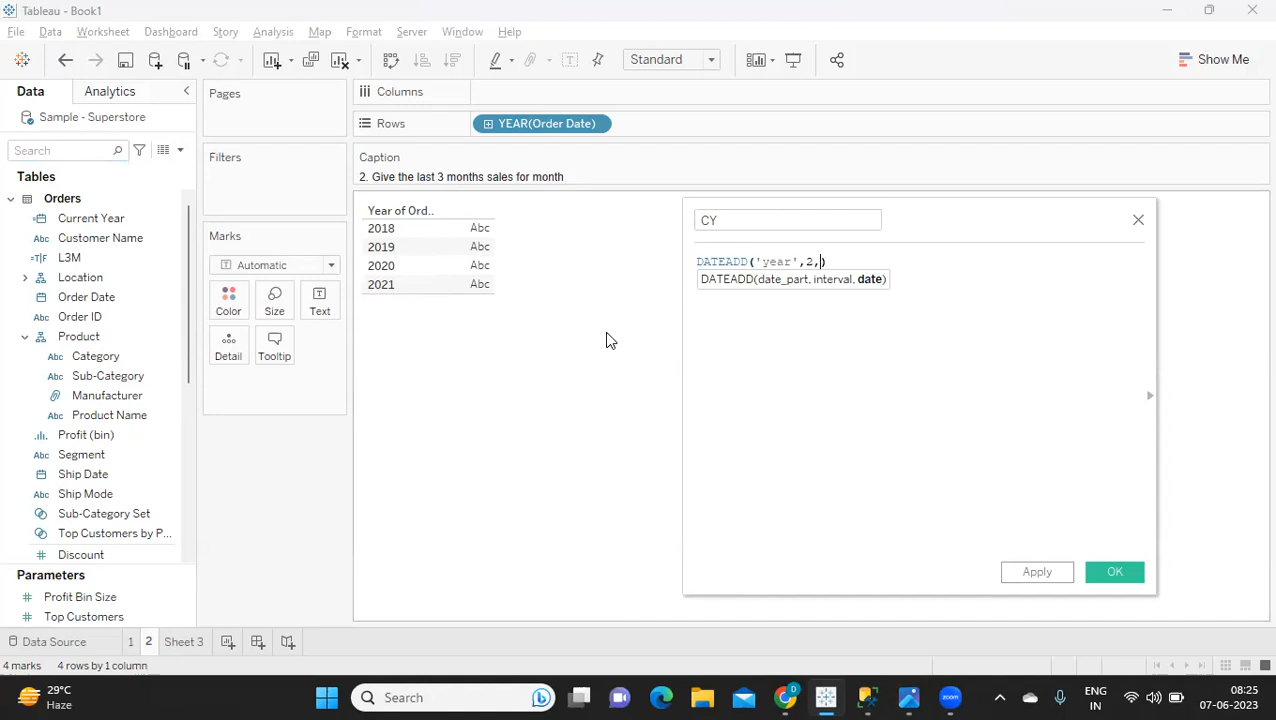 Tableau - Book1
File Data Worksheet Dashboard Story Analysis Map Format Server Window Help
Standard
Show Me
Data Analytics
Sample - Superstore
Search
Tables
Orders
Current Year
Customer Name
L3M
Location
Order Date
Order ID
Product
Category
Sub-Category
Manufacturer
Product Name
Profit (bin)
Segment
Ship Date
Ship Mode
Sub-Category Set
Top Customers by P...
Discount
Parameters
Profit Bin Size
Top Customers
Pages
Filters
Marks
Automatic
Color Size Text
Detail Tooltip
Columns
Rows YEAR(Order Date)
Caption
2. Give the last 3 months sales for month
Year of Ord..
2018 Abc
2019 Abc
2020 Abc
2021 Abc
CY
DATEADD('year',2,)
DATEADD(date_part, interval, date)
Apply OK
Data Source 1 2 Sheet 3
4 marks 4 rows by 1 column
29°C
Haze
Search
ENG
IN
08:25
07-06-2023